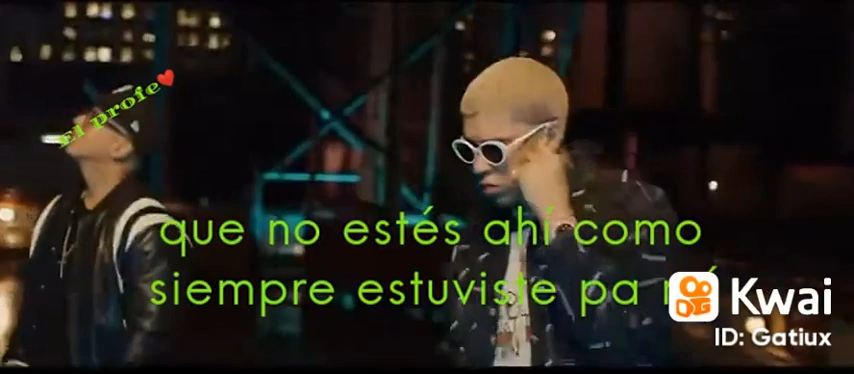 El profe
que no estés ahí como
siempre estuviste pa
Kwai
ID: Gatiux